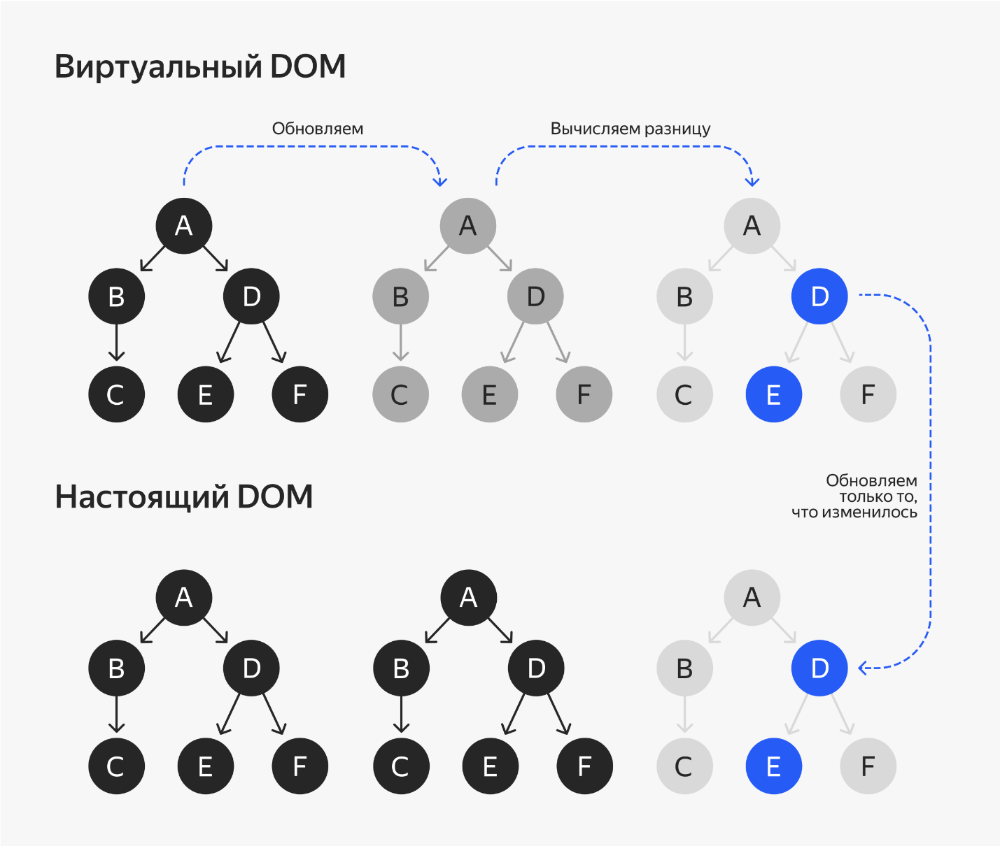 Виртуальный DOM
Обновляем
Вычисляем разницу
A
A
A
B
D
B
D
B
D
C
E
F
C
E
F
C
E
F
Настоящий DOM
Обновляем
только то,
что изменилось
A
A
A
B
D
B
D
B
D
C
E
F
C
E
F
C
E
F